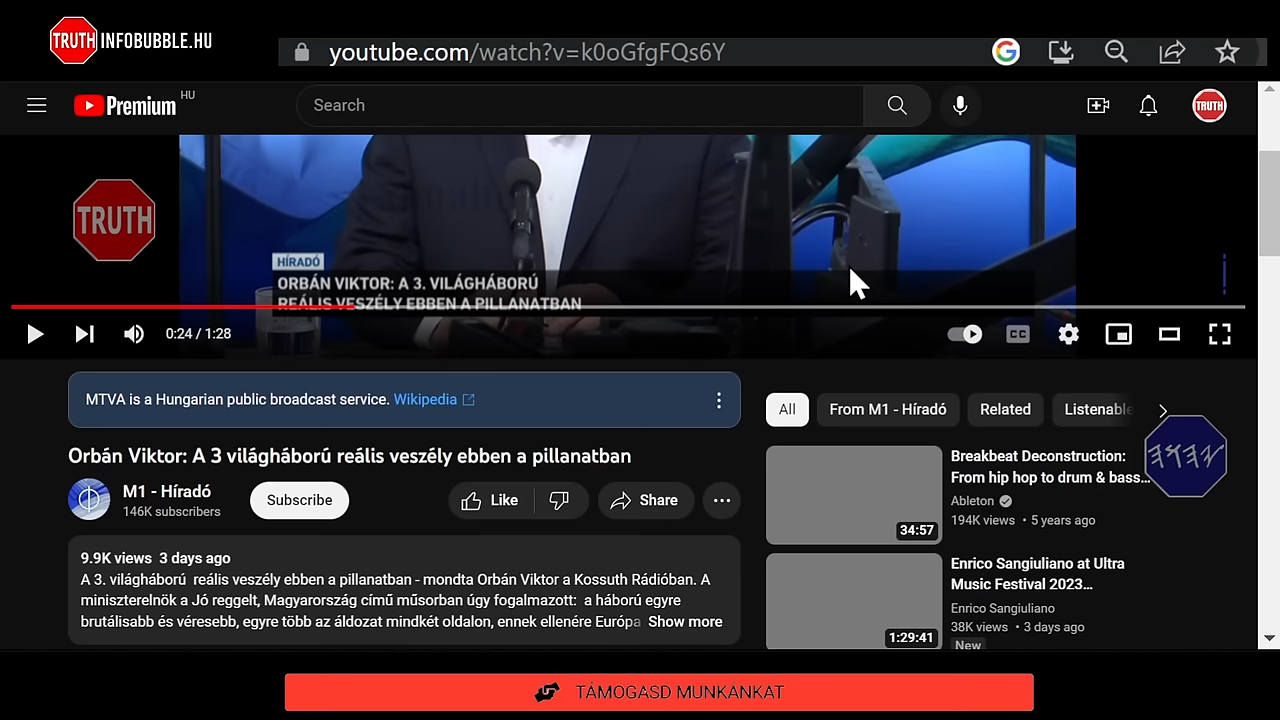 TRUTH INFOBUBBLE.HU
youtube.com/watch?v=k0oGfgFQs6Y
Premium HU
Search
TRUTH
TRUTH
HÍRADÓ
ORBÁN VIKTOR: A 3. VILÁGHÁBORÚ
REÁLIS VESZÉLY EBBEN A PILLANATBAN
0:24 / 1:28
CC
MTVA is a Hungarian public broadcast service. Wikipedia
All
From M1 - Híradó
Related
Listenable
Orbán Viktor: A 3 világháború reális veszély ebben a pillanatban
M1 - Híradó
146K subscribers
Subscribe
Like
Share
9.9K views 3 days ago
A 3. világháború reális veszély ebben a pillanatban - mondta Orbán Viktor a Kossuth Rádióban. A
miniszterelnök a Jó reggelt, Magyarország című műsorban úgy fogalmazott: a háború egyre
brutálisabb és véresebb, egyre több az áldozat mindkét oldalon, ennek ellenére Európa Show more
34:57
Breakbeat Deconstruction:
From hip hop to drum & bass...
Ableton
194K views • 5 years ago
𐤉𐤄𐤅𐤄
1:29:41
Enrico Sangiuliano at Ultra
Music Festival 2023...
Enrico Sangiuliano
38K views • 3 days ago
New
TÁMOGASD MUNKÁNKAT